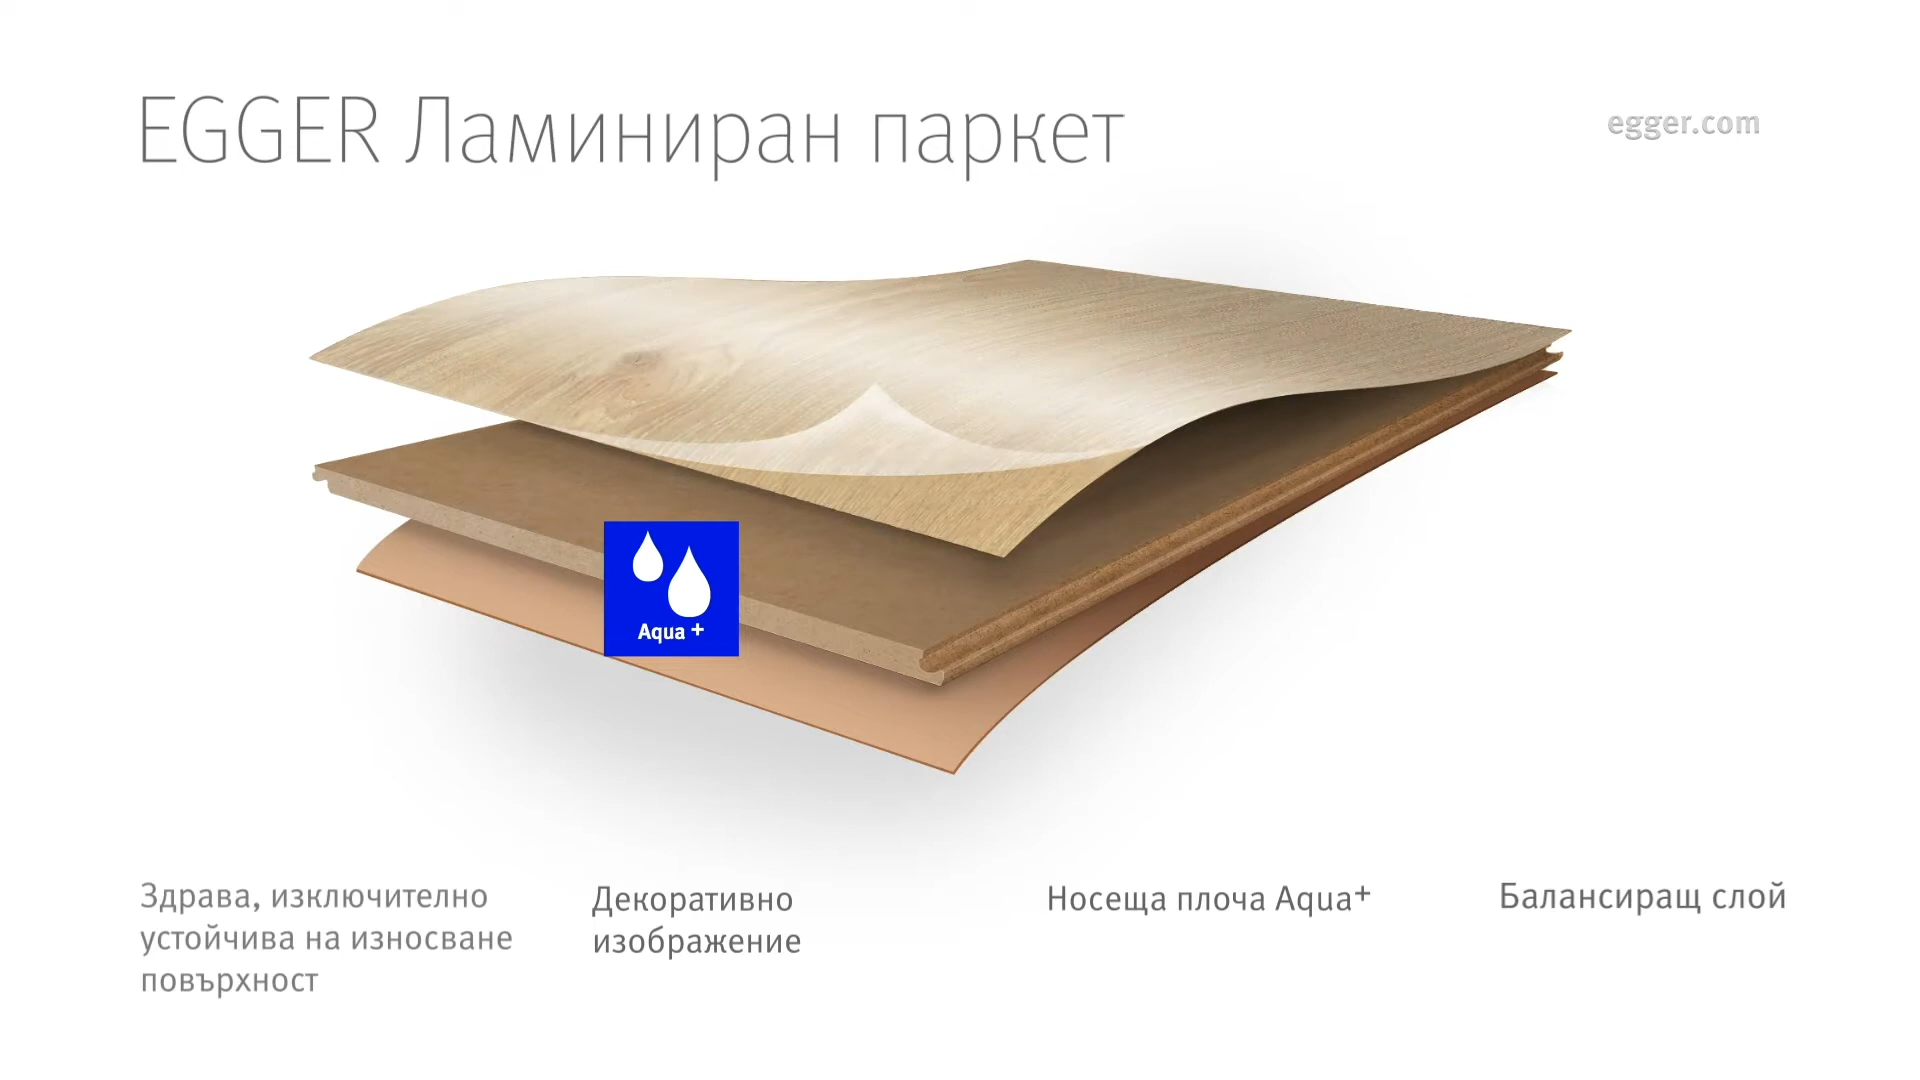 EGGER Ламиниран паркет
egger.com
Aqua +
Здрава, изключително
устойчива на износване
повърхност
Декоративно
изображение
Носеща плоча Aqua+
Балансиращ слой